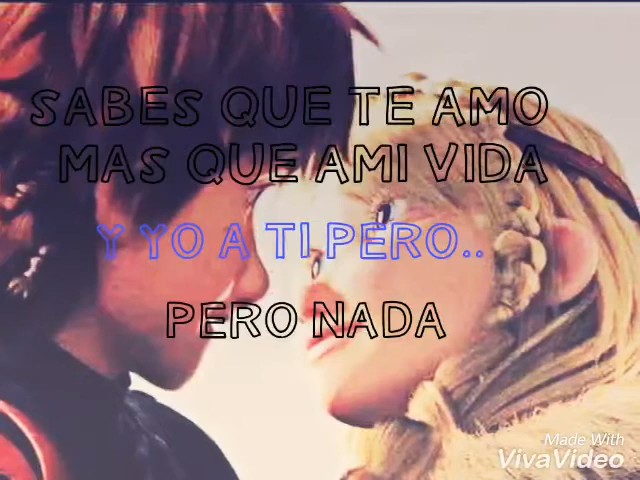 SABES QUE TE AMO
MAS QUE AMI VIDA
Y YO A TI PERO..
PERO NADA
Made With
VivaVideo